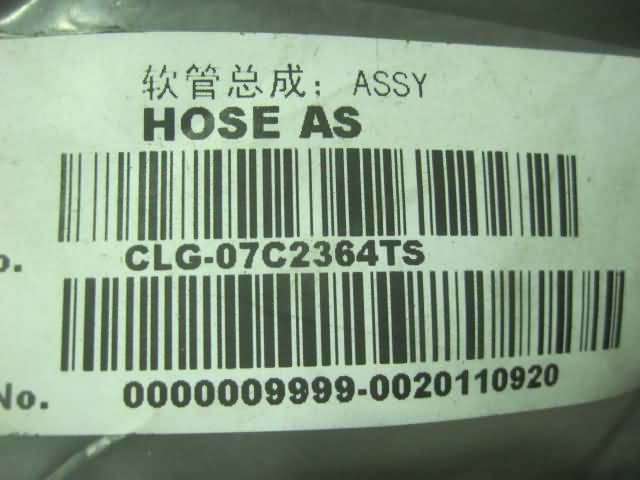 软管总成：ASSY
HOSE AS
o. CLG-07C2364TS
No. 0000009999-0020110920